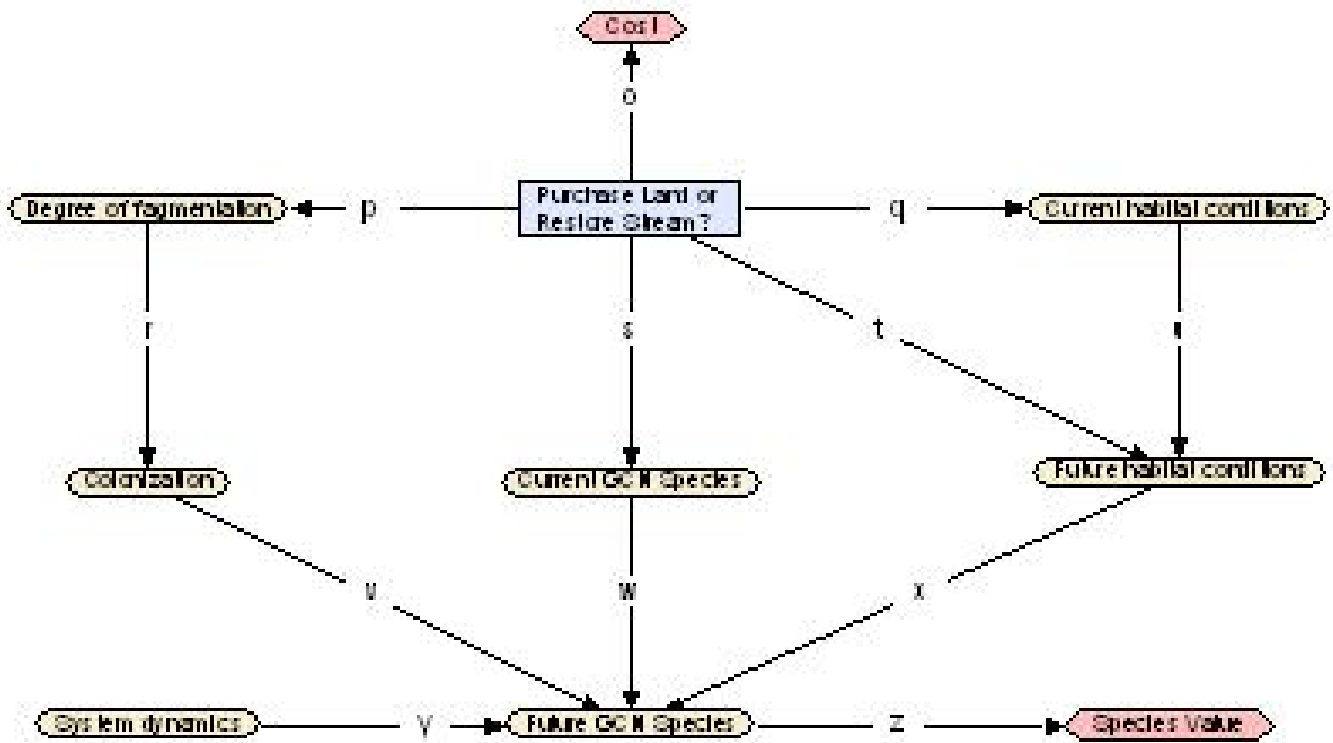 Cost
o
Degree of fagmentation
p
Purchase Land or
Restore Stream?
q
Current habitat conditions
r
s
t
Colonization
Current GCN Species
Future habitat conditions
v
w
x
System dynamics
y
Future GCN Species
z
Species Value